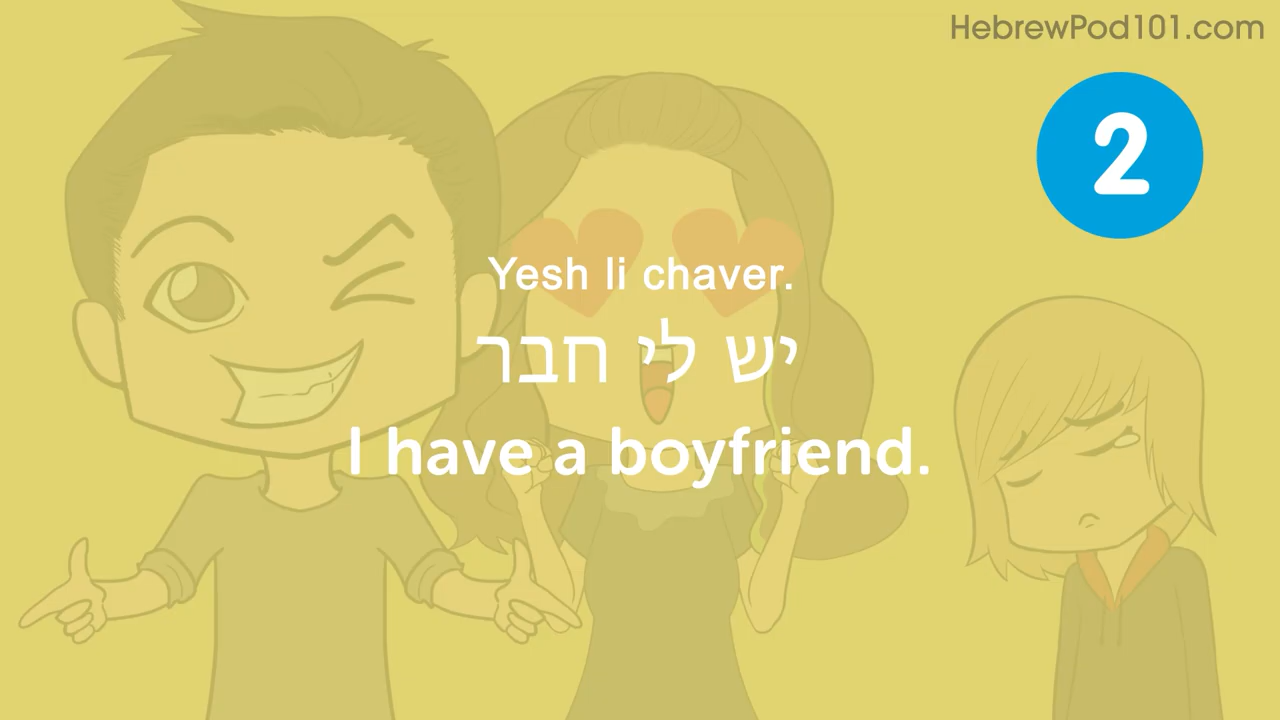 HebrewPod101.com
2
Yesh li chaver.
יש לי חבר
I have a boyfriend.